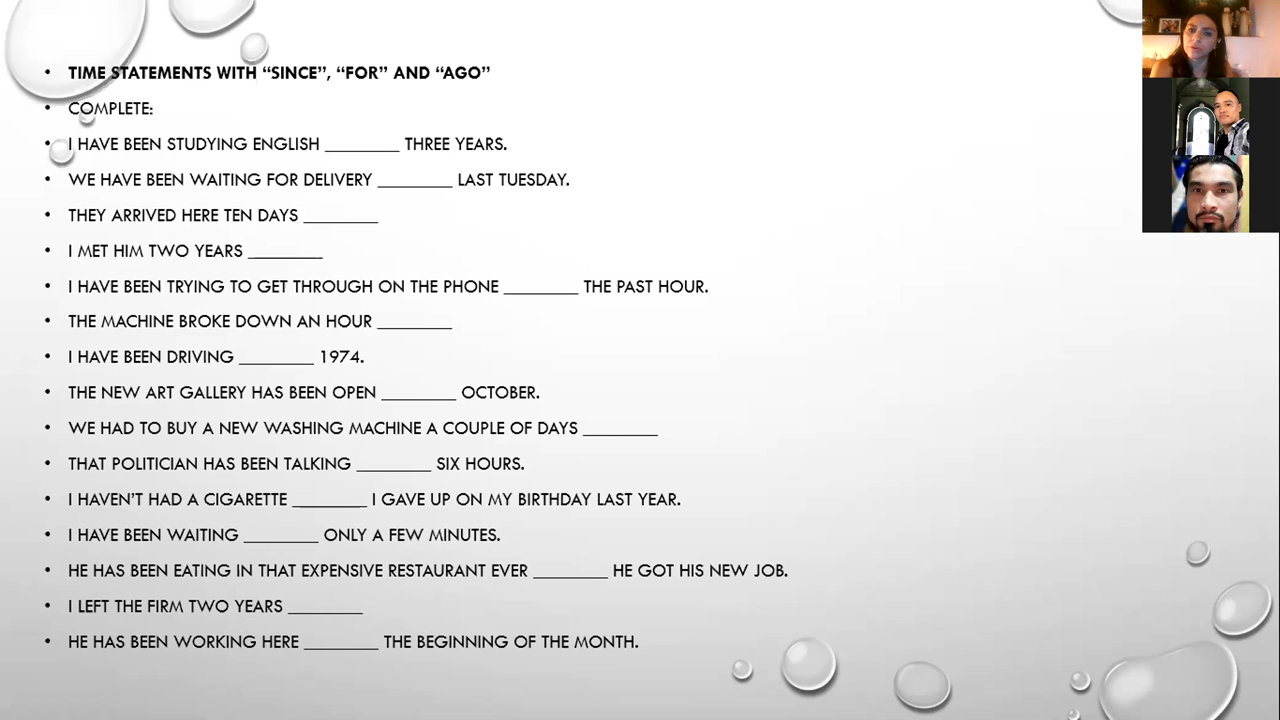 • TIME STATEMENTS WITH “SINCE”, “FOR” AND “AGO”
• COMPLETE:
• I HAVE BEEN STUDYING ENGLISH ________ THREE YEARS.
• WE HAVE BEEN WAITING FOR DELIVERY ________ LAST TUESDAY.
• THEY ARRIVED HERE TEN DAYS ________
• I MET HIM TWO YEARS ________
• I HAVE BEEN TRYING TO GET THROUGH ON THE PHONE ________ THE PAST HOUR.
• THE MACHINE BROKE DOWN AN HOUR ________
• I HAVE BEEN DRIVING ________ 1974.
• THE NEW ART GALLERY HAS BEEN OPEN ________ OCTOBER.
• WE HAD TO BUY A NEW WASHING MACHINE A COUPLE OF DAYS ________
• THAT POLITICIAN HAS BEEN TALKING ________ SIX HOURS.
• I HAVEN’T HAD A CIGARETTE ________ I GAVE UP ON MY BIRTHDAY LAST YEAR.
• I HAVE BEEN WAITING ________ ONLY A FEW MINUTES.
• HE HAS BEEN EATING IN THAT EXPENSIVE RESTAURANT EVER ________ HE GOT HIS NEW JOB.
• I LEFT THE FIRM TWO YEARS ________
• HE HAS BEEN WORKING HERE ________ THE BEGINNING OF THE MONTH.